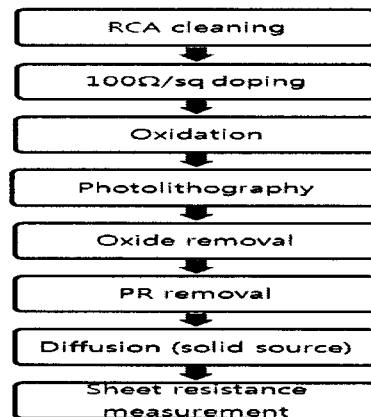 RCA cleaning
100Ω/sq doping
Oxidation
Photolithography
Oxide removal
PR removal
Diffusion (solid source)
Sheet resistance
measurement